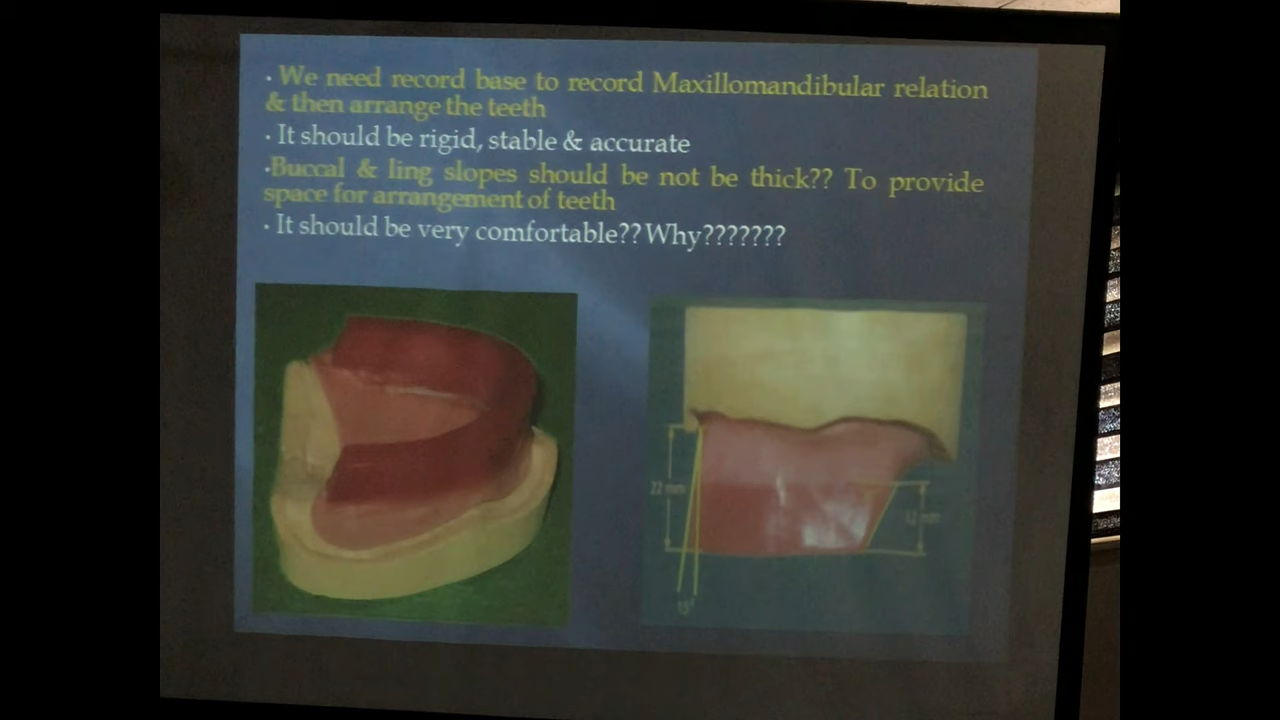 · We need record base to record Maxillomandibular relation
& then arrange the teeth
· It should be rigid, stable & accurate
·Buccal & ling slopes should be not be thick?? To provide
space for arrangement of teeth
· It should be very comfortable?? Why???????
22 mm
12 mm
15°